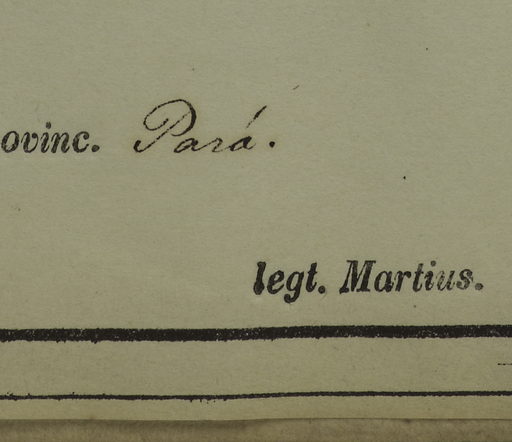 ovinc. Pará.
legt. Martius.